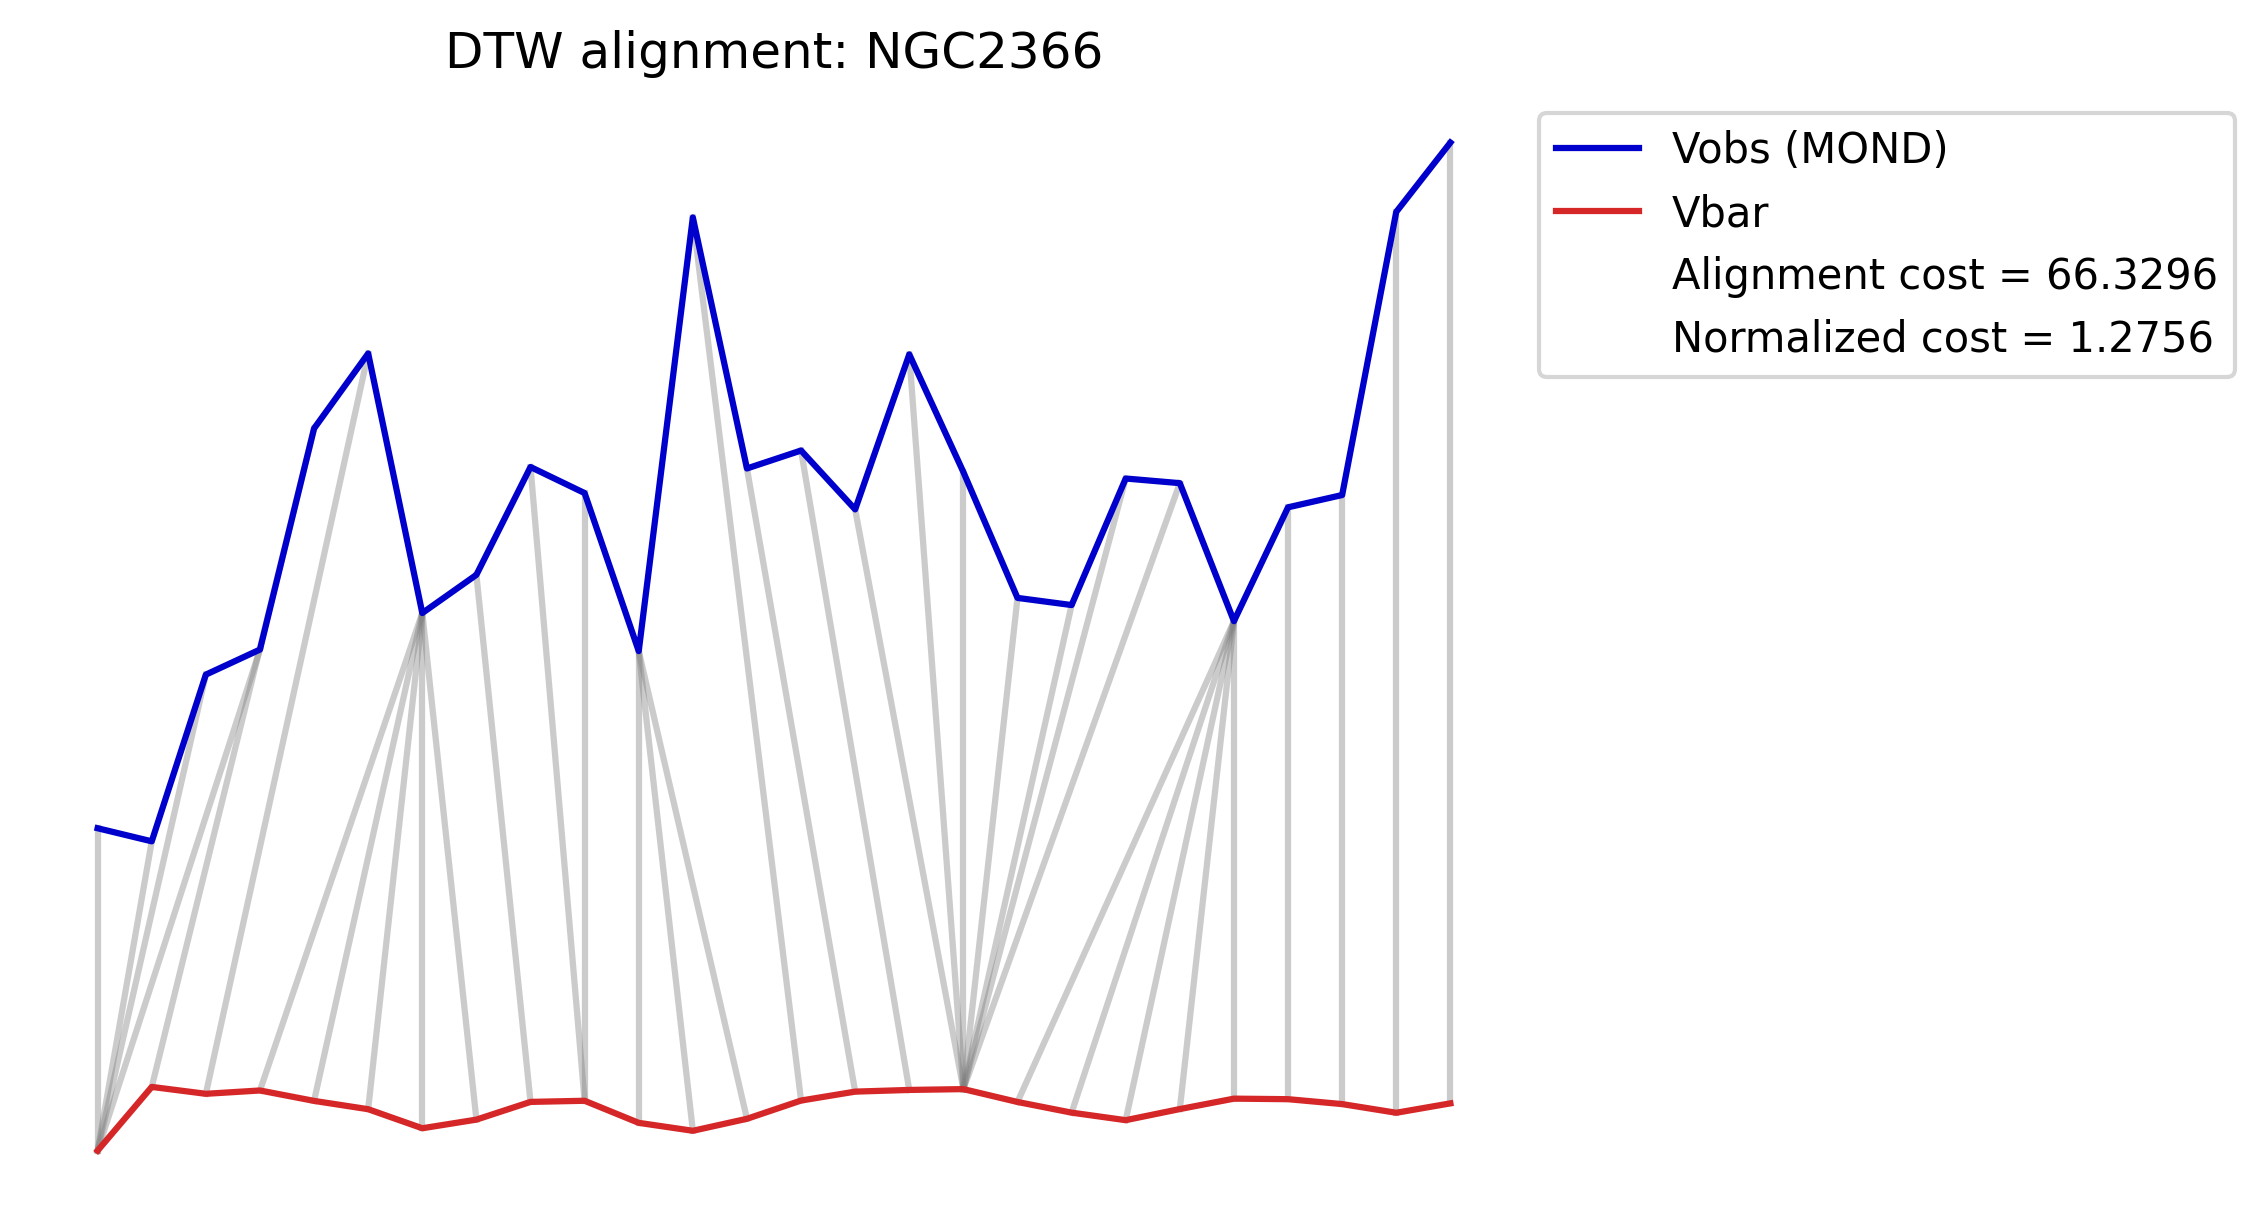 DTW alignment: NGC2366
Vobs (MOND)
Vbar
Alignment cost = 66.3296
Normalized cost = 1.2756